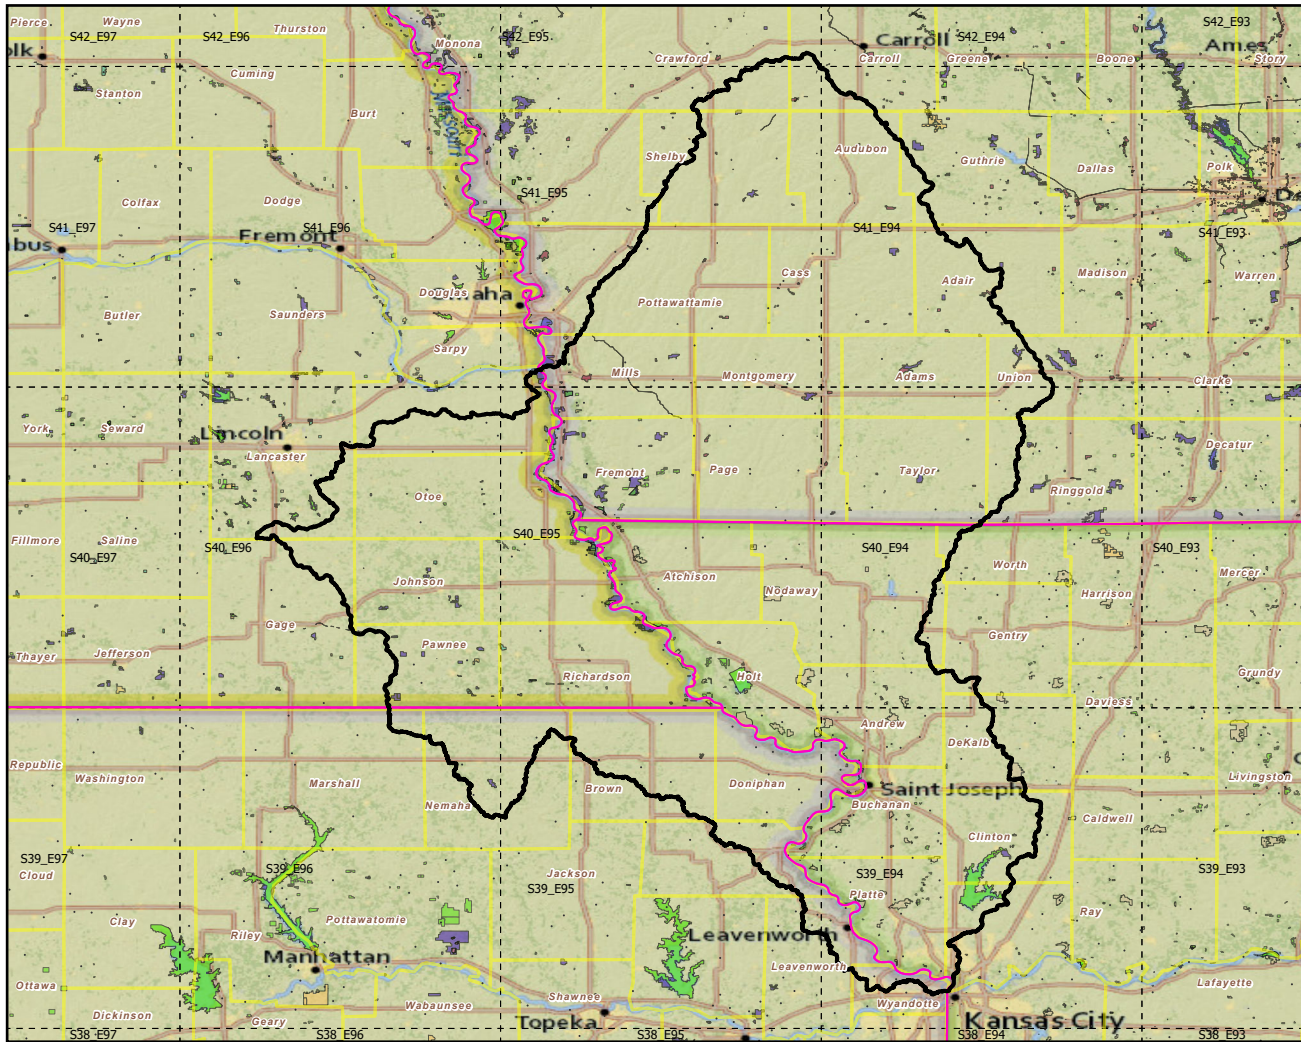 Pierce
Wayne
Thurston
S42_E97
S42_E96
Monona
S42_E95
Carroll
S42_E94
S42_E93
Ames
olk
Cuming
Crawford
Carroll
Greene
Boone
Story
Stanton
Burt
Missouri
Shelby
Audubon
Guthrie
Dallas
Polk
Colfax
Dodge
S41_E95
De
S41_E97
S41_E96
Fremont
S41_E94
S41_E93
bus
Douglas
Omaha
Cass
Adair
Madison
Warren
Butler
Saunders
Pottawattamie
Sarpy
Mills
Montgomery
Adams
Union
Clarke
York
Seward
Lincoln
Lancaster
Decatur
Otoe
Fremont
Page
Taylor
Ringgold
Fillmore
Saline
S40_E97
S40_E96
S40_E95
S40_E94
S40_E93
Johnson
Atchison
Nodaway
Worth
Harrison
Mercer
Gage
Gentry
Thayer
Jefferson
Pawnee
Richardson
Holt
Grundy
Andrew
DeKalb
Daviess
Republic
Washington
Marshall
Nemaha
Brown
Doniphan
Saint Joseph
Buchanan
Livingston
Clinton
Caldwell
S39_E97
Cloud
S39_E96
Jackson
S39_E95
S39_E94
Platte
S39_E93
Clay
Riley
Pottawatomie
Leavenworth
Ray
Manhattan
Leavenworth
Ottawa
Wabaunsee
Shawnee
Wyandotte
Lafayette
Dickinson
Geary
Topeka
Kansas City
S38_E97
S38_E96
S38_E95
S38_E94
S38_E93